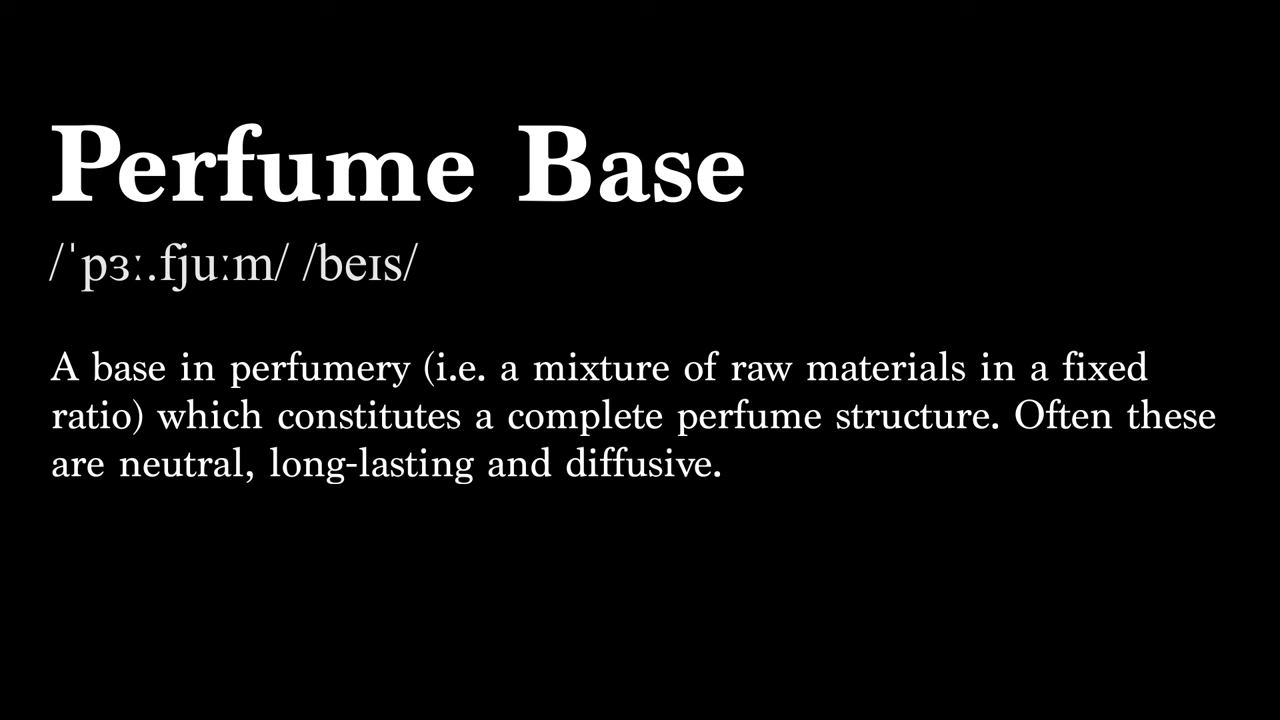 Perfume Base
/ˈpɜː.fjuːm/ /beɪs/
A base in perfumery (i.e. a mixture of raw materials in a fixed
ratio) which constitutes a complete perfume structure. Often these
are neutral, long-lasting and diffusive.